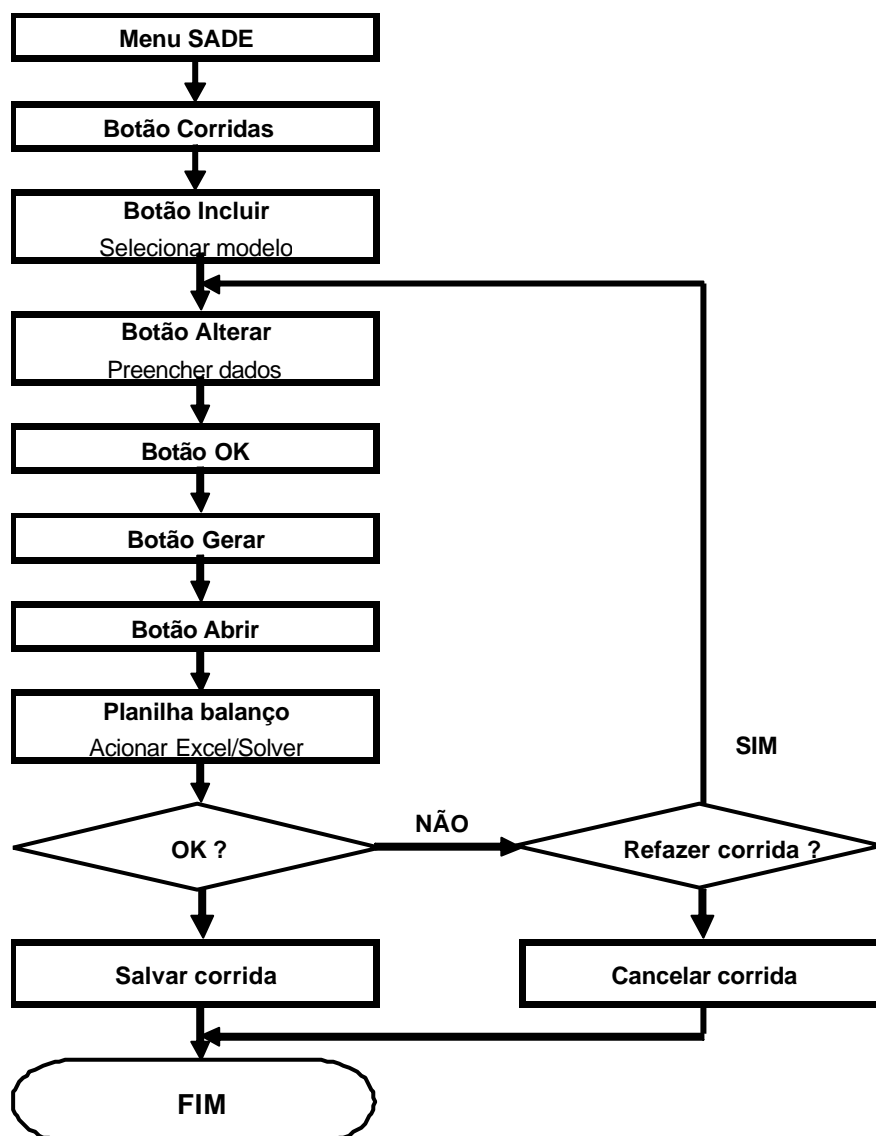 Menu SADE
Botão Corridas
Botão Incluir
Selecionar modelo
Botão Alterar
Preencher dados
Botão OK
Botão Gerar
Botão Abrir
Planilha balanço
Acionar Excel/Solver
SIM
NÃO
OK ?
Refazer corrida ?
Salvar corrida
Cancelar corrida
FIM